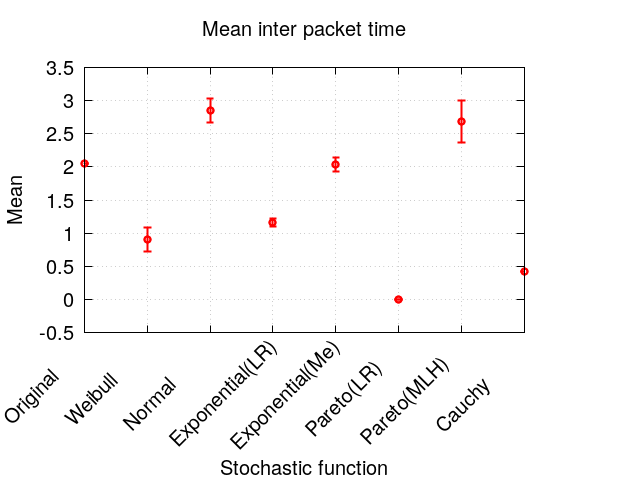 Mean inter packet time
3.5
3
2.5
2
1.5
1
0.5
0
-0.5
Mean
Original
Weibull
Normal
Exponential(LR)
Exponential(Me)
Pareto(LR)
Pareto(MLH)
Cauchy
Stochastic function